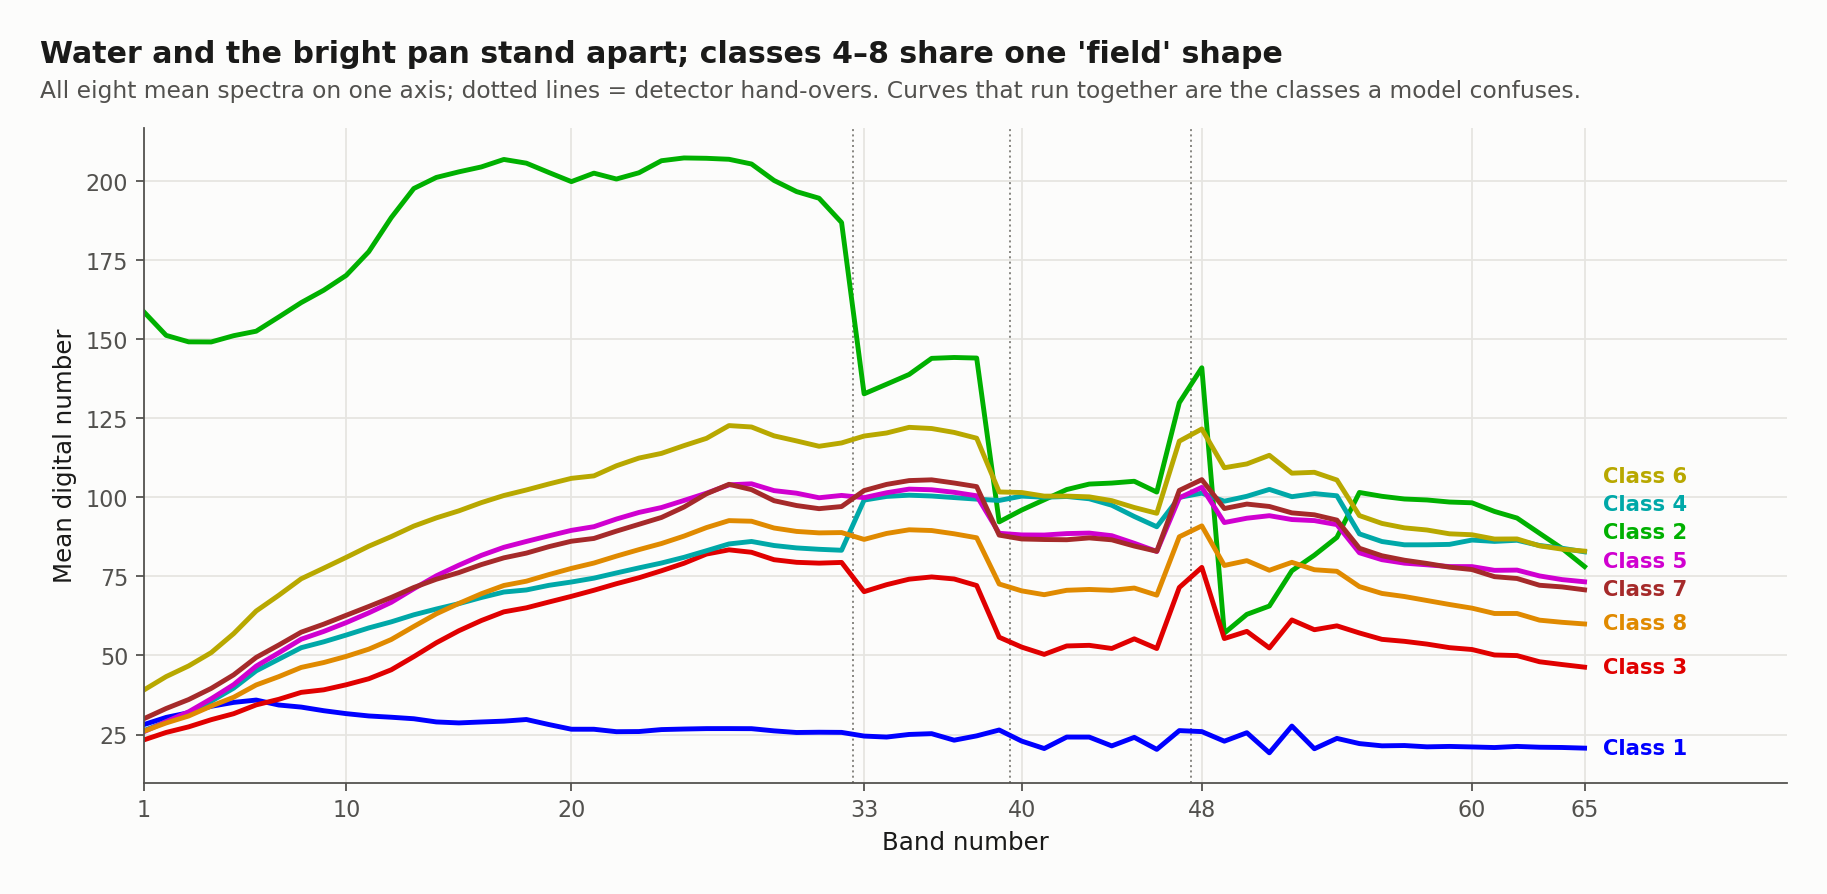 Water and the bright pan stand apart; classes 4–8 share one 'field' shape
All eight mean spectra on one axis; dotted lines = detector hand-overs. Curves that run together are the classes a model confuses.
Mean digital number
200
175
150
125
100
75
50
25
Class 6
Class 4
Class 2
Class 5
Class 7
Class 8
Class 3
Class 1
1 10 20 33 40 48 60 65
Band number